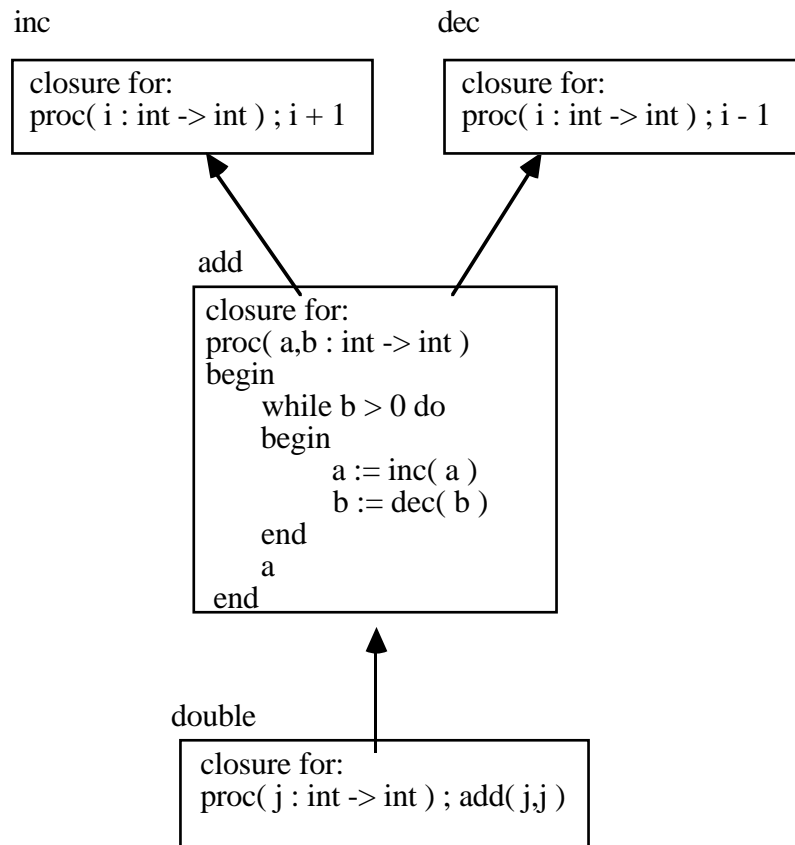 inc
dec
closure for:
proc( i : int -> int ) ; i + 1
closure for:
proc( i : int -> int ) ; i - 1
add
closure for:
proc( a,b : int -> int )
begin
while b > 0 do
begin
a := inc( a )
b := dec( b )
end
a
end
double
closure for:
proc( j : int -> int ) ; add( j,j )